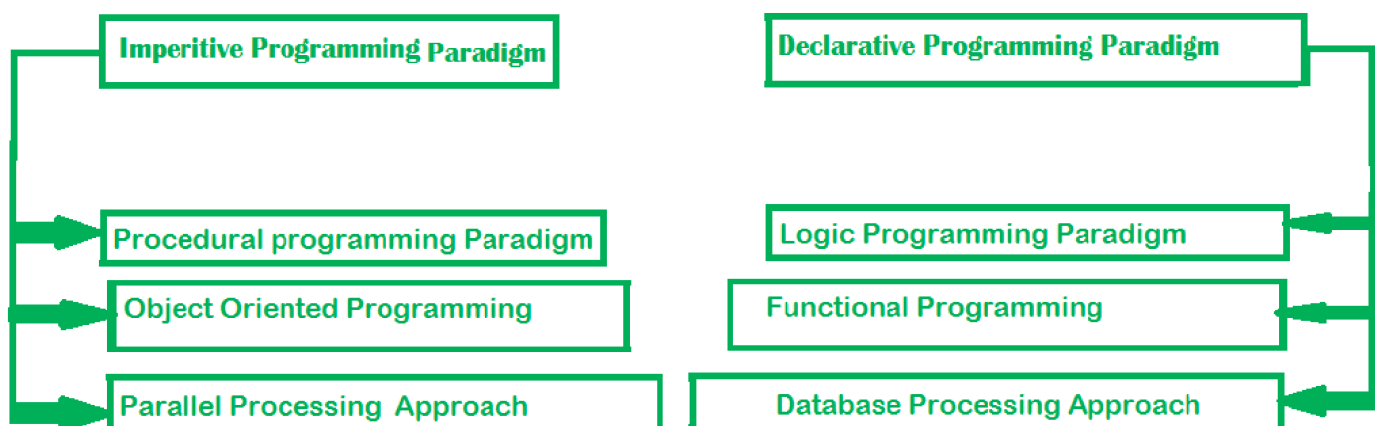 Imperitive Programming Paradigm
Declarative Programming Paradigm
Procedural programming Paradigm
Logic Programming Paradigm
Object Oriented Programming
Functional Programming
Parallel Processing Approach
Database Processing Approach